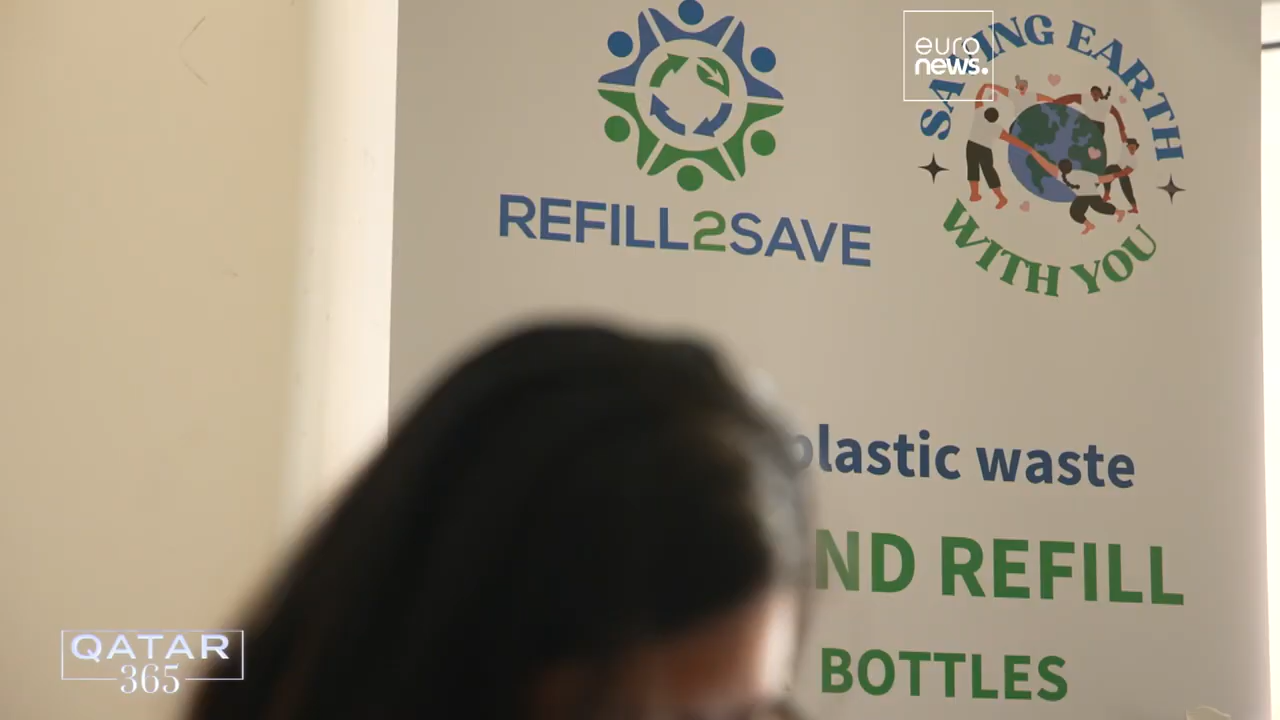 euro
news.
SAVING EARTH
WITH YOU
REFILL2SAVE
plastic waste
ND REFILL
BOTTLES
QATAR
365